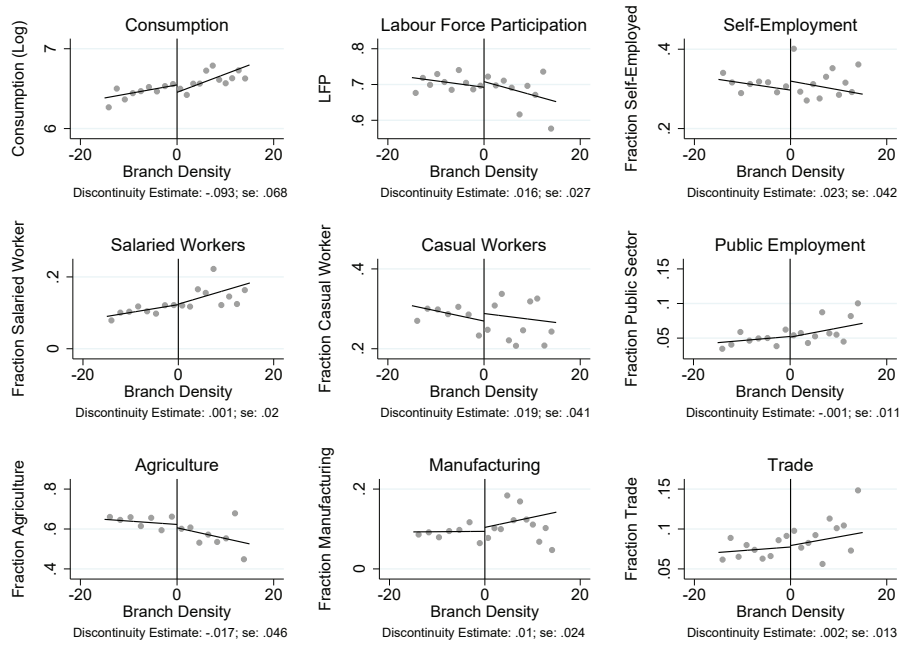 Consumption
Consumption (Log)
7
6
-20 0 20
Branch Density
Discontinuity Estimate: -.093; se: .068
Labour Force Participation
LFP
.8
.7
.6
-20 0 20
Branch Density
Discontinuity Estimate: .016; se: .027
Self-Employment
Fraction Self-Employed
.4
.2
-20 0 20
Branch Density
Discontinuity Estimate: .023; se: .042
Salaried Workers
Fraction Salaried Worker
.2
0
-20 0 20
Branch Density
Discontinuity Estimate: .001; se: .02
Casual Workers
Fraction Casual Worker
.4
.2
-20 0 20
Branch Density
Discontinuity Estimate: .019; se: .041
Public Employment
Fraction Public Sector
.15
.1
.05
-20 0 20
Branch Density
Discontinuity Estimate: -.001; se: .011
Agriculture
Fraction Agriculture
.8
.6
.4
-20 0 20
Branch Density
Discontinuity Estimate: -.017; se: .046
Manufacturing
Fraction Manufacturing
.2
0
-20 0 20
Branch Density
Discontinuity Estimate: .01; se: .024
Trade
Fraction Trade
.15
.1
.05
-20 0 20
Branch Density
Discontinuity Estimate: .002; se: .013